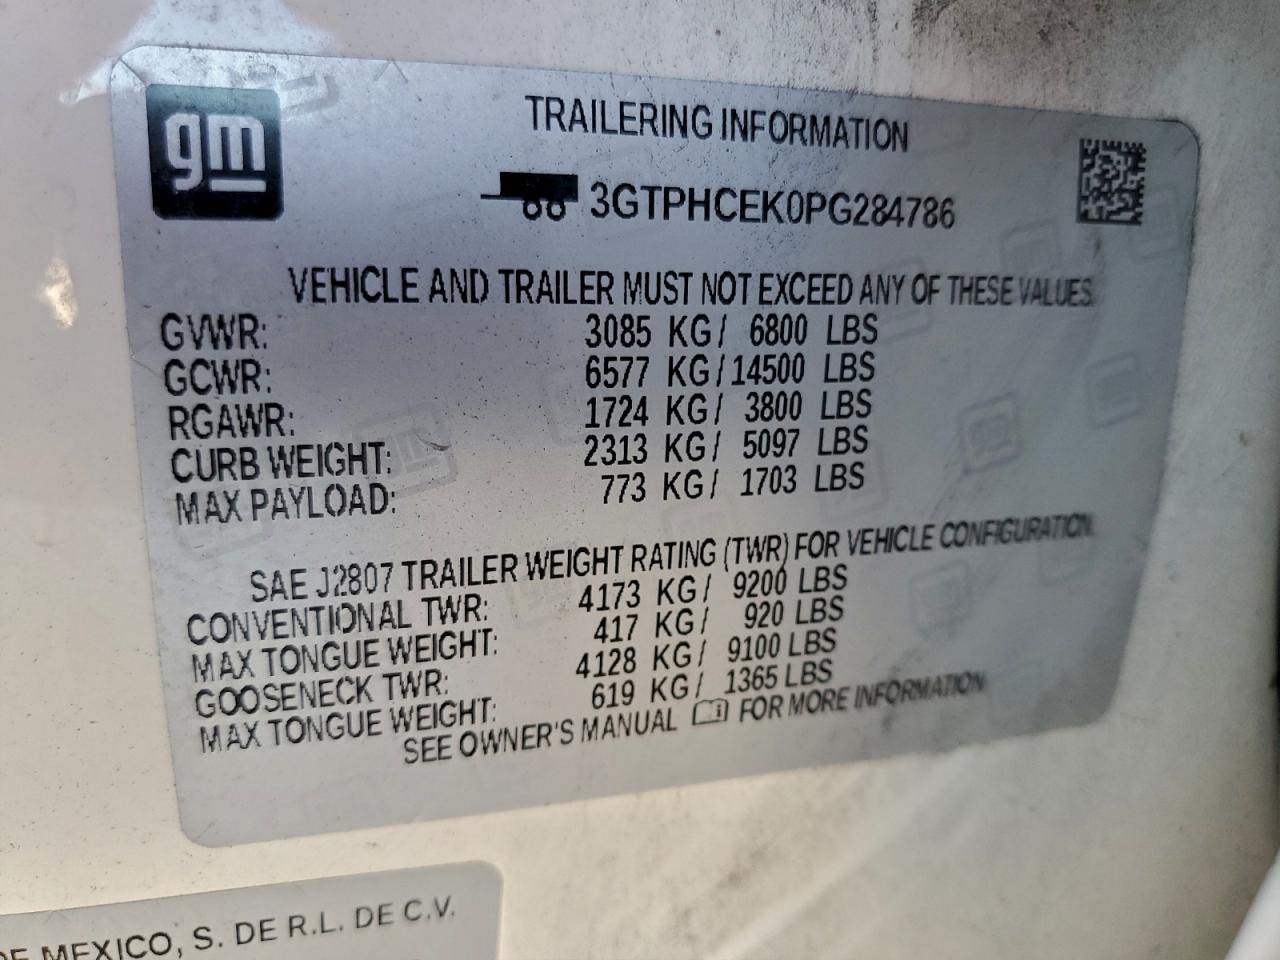 gm
TRAILERING INFORMATION
3GTPHCEK0PG284786
VEHICLE AND TRAILER MUST NOT EXCEED ANY OF THESE VALUES.
GVWR: 3085 KG/ 6800 LBS
GCWR: 6577 KG/14500 LBS
RGAWR: 1724 KG/ 3800 LBS
CURB WEIGHT: 2313 KG/ 5097 LBS
MAX PAYLOAD: 773 KG/ 1703 LBS
SAE J2807 TRAILER WEIGHT RATING (TWR) FOR VEHICLE CONFIGURATION.
CONVENTIONAL TWR: 4173 KG/ 9200 LBS
MAX TONGUE WEIGHT: 417 KG/ 920 LBS
GOOSENECK TWR: 4128 KG/ 9100 LBS
MAX TONGUE WEIGHT: 619 KG/ 1365 LBS
SEE OWNER'S MANUAL FOR MORE INFORMATION
DE MEXICO, S. DE R.L. DE C.V.